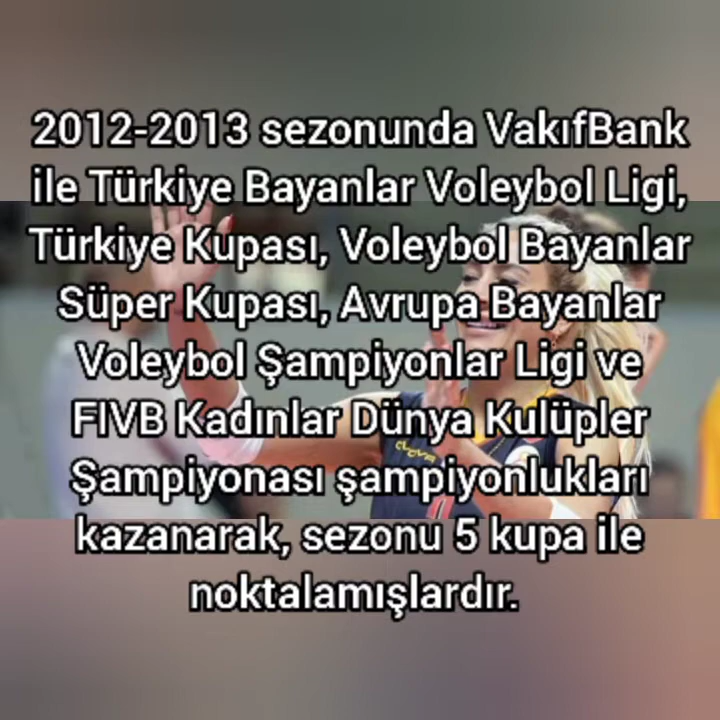 2012-2013 sezonunda VakıfBank
ile Türkiye Bayanlar Voleybol Ligi,
Türkiye Kupası, Voleybol Bayanlar
Süper Kupası, Avrupa Bayanlar
Voleybol Şampiyonlar Ligi ve
FIVB Kadınlar Dünya Kulüpler
Şampiyonası şampiyonlukları
kazanarak, sezonu 5 kupa ile
noktalamışlardır.